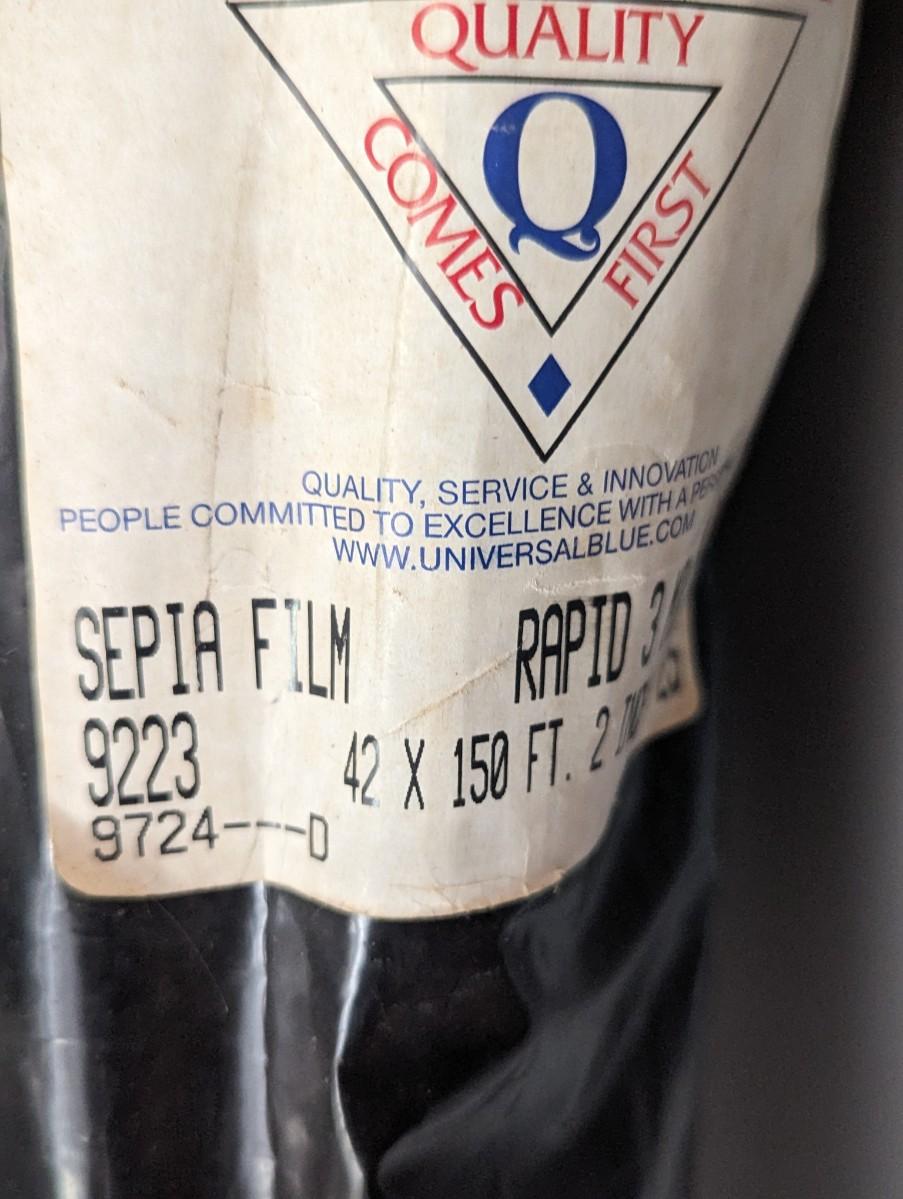 QUALITY
COMES
Q
FIRST
QUALITY, SERVICE & INNOVATION
PEOPLE COMMITTED TO EXCELLENCE WITH A
WWW.UNIVERSALBLUE.COM
SEPIA FILM RAPID
9223 42 X 150 FT. 2
9724---D